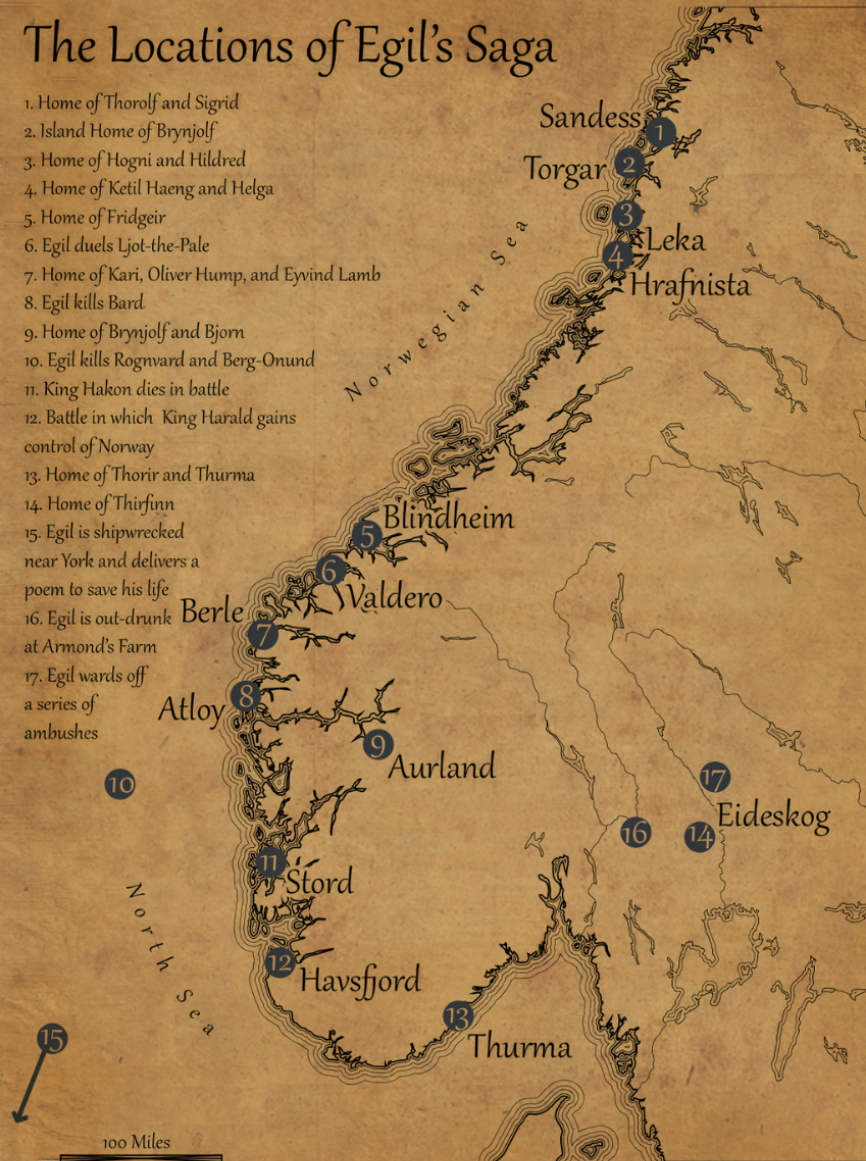 The Locations of Egil's Saga
1. Home of Thorolf and Sigrid
2. Island Home of Brynjolf
3. Home of Hogni and Hildred
4. Home of Ketil Haeng and Helga
5. Home of Fridgeir
6. Egil duels Ljot-the-Pale
7. Home of Kari, Oliver Hump, and Eyvind Lamb
8. Egil kills Bard
9. Home of Brynjolf and Bjorn
10. Egil kills Rognvard and Berg-Onund
11. King Hakon dies in battle
12. Battle in which King Harald gains
control of Norway
13. Home of Thorir and Thurma
14. Home of Thirfinn
15. Egil is shipwrecked
near York and delivers a
poem to save his life
16. Egil is out-drunk
at Armond's Farm
17. Egil wards off
a series of
ambushes
Sandess
1
Torgar
2
3
Leka
4
Hrafnista
Norwegian Sea
Blindheim
5
6
Valdero
Berle
7
Atloy
8
9
Aurland
10
17
Eideskog
16
14
11
Stord
North Sea
12
Havsfjord
13
Thurma
15
100 Miles